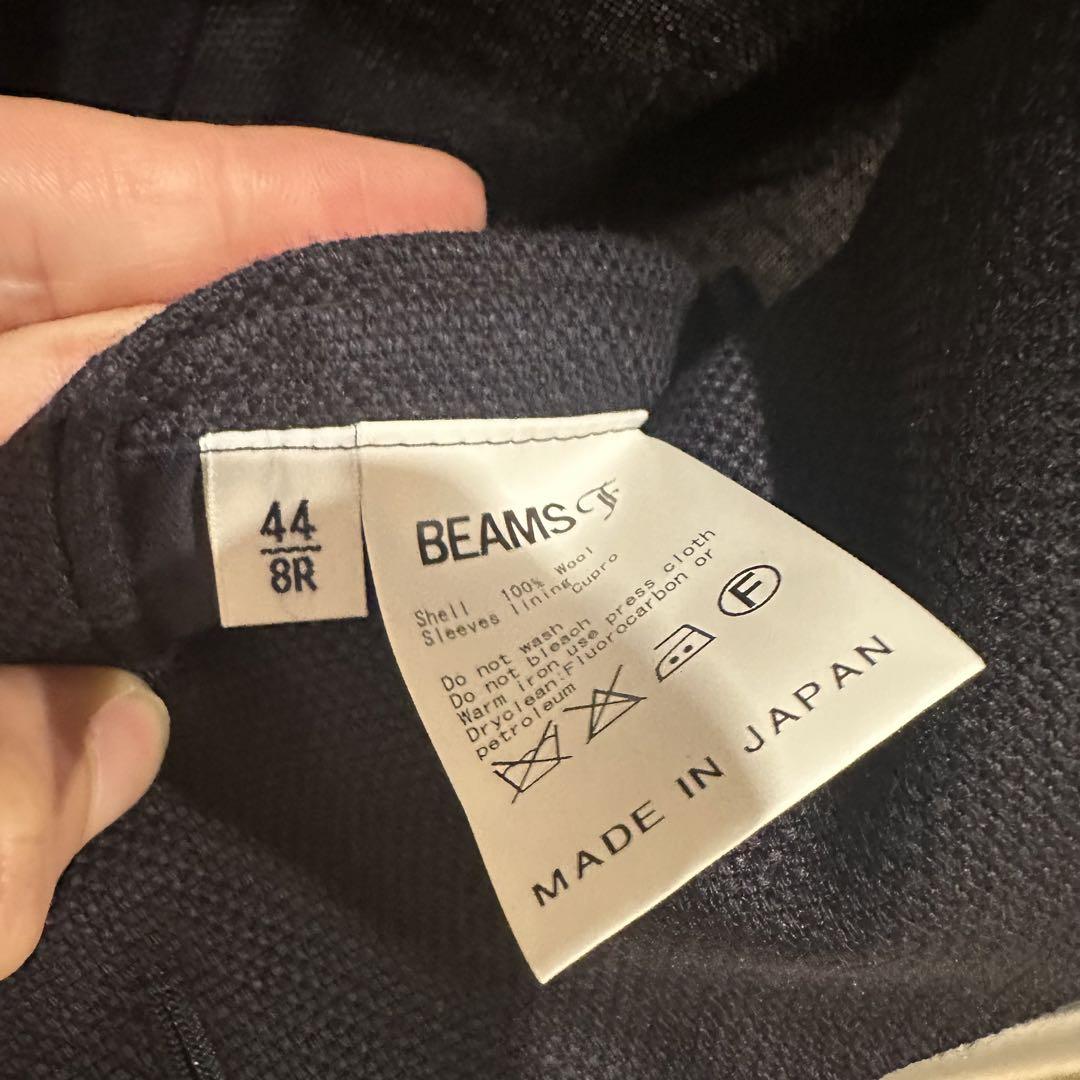 44
8R
BEAMS F
Shell 100% Wool
Sleeves lining Cupro
Do not wash
Do not bleach
Warm iron use press cloth
Dryclean:Fluorocarbon or
petroleum
F
MADE IN JAPAN